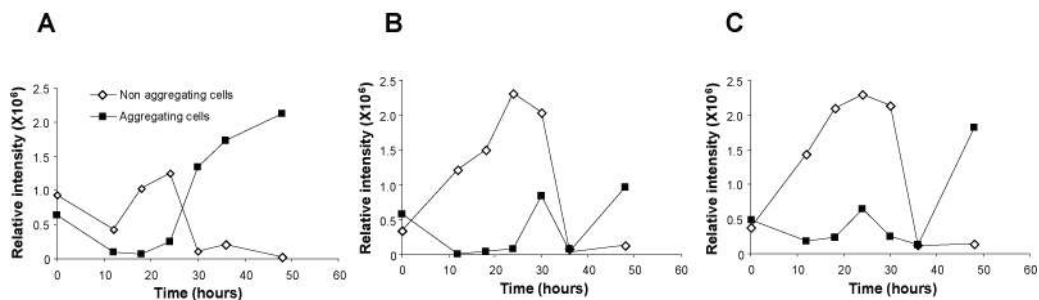 A
B
C
Non aggregating cells
Aggregating cells
Relative intensity (X10⁶)
2.5
2.0
1.5
1.0
0.5
0
0 10 20 30 40 50 60
Time (hours)
Relative intensity (X10⁶)
2.5
2.0
1.5
1.0
0.5
0
0 10 20 30 40 50 60
Time (hours)
Relative intensity (X10⁶)
2.5
2.0
1.5
1.0
0.5
0
0 10 20 30 40 50 60
Time (hours)